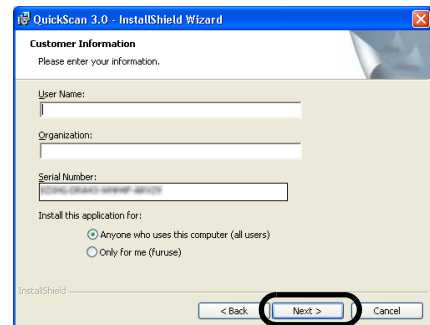 QuickScan 3.0 - InstallShield Wizard
Customer Information
Please enter your information.
User Name:
Organization:
Serial Number:
Install this application for:
Anyone who uses this computer (all users)
Only for me (furuse)
InstallShield
< Back
Next >
Cancel